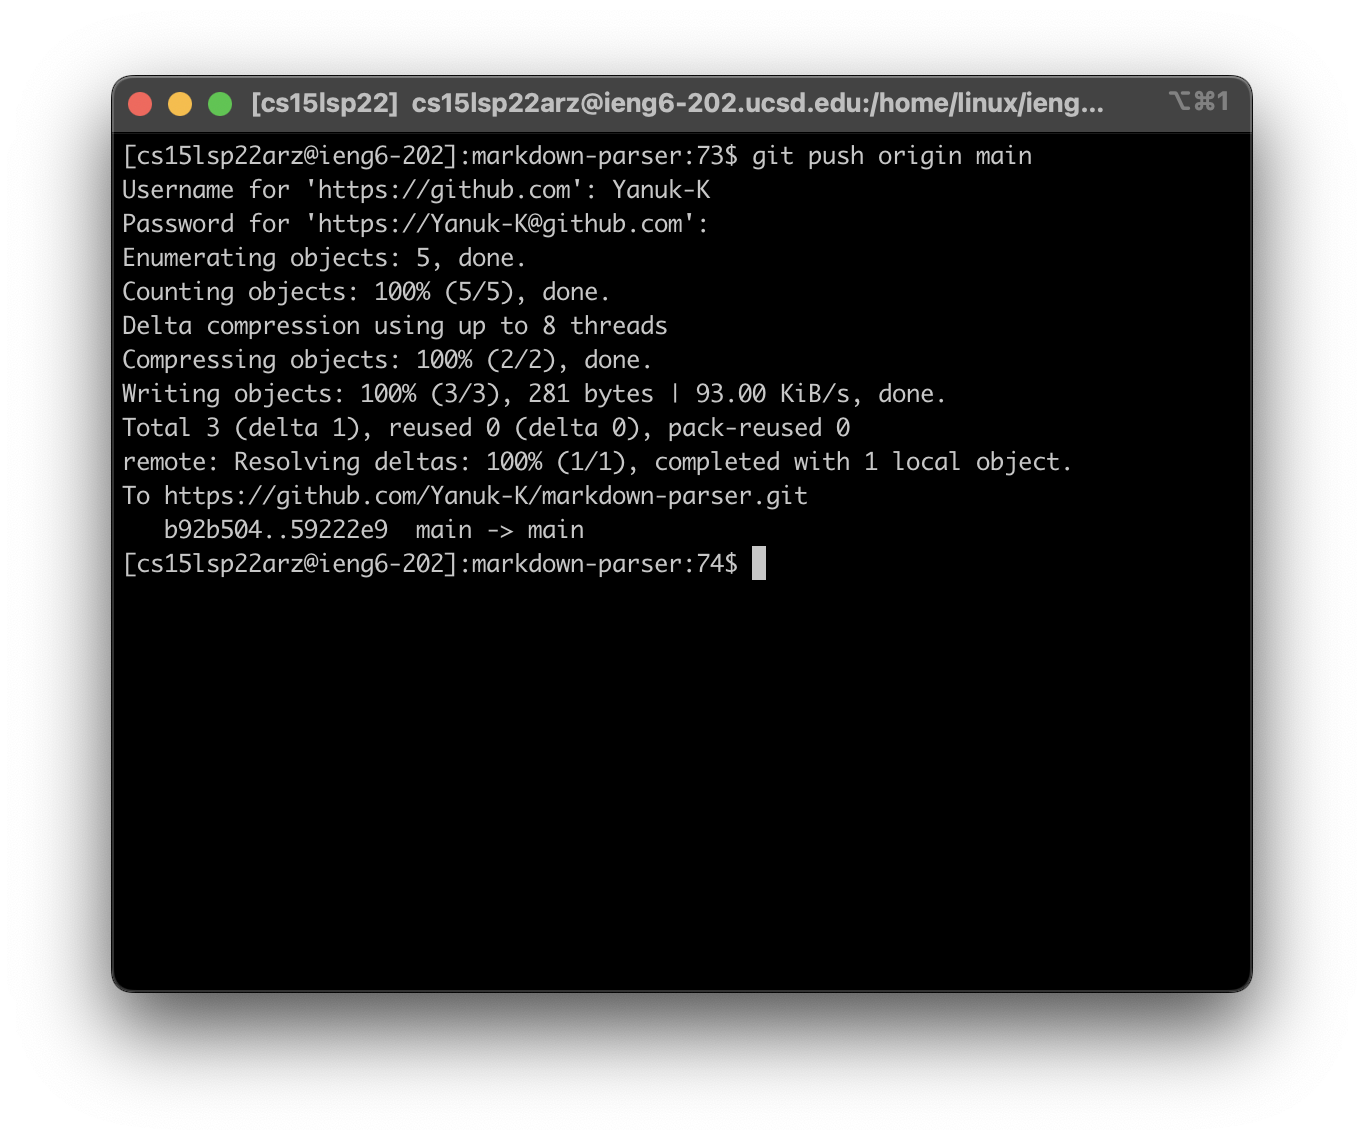 [cs15lsp22] cs15lsp22arz@ieng6-202.ucsd.edu:/home/linux/ieng... ⌥⌘1
[cs15lsp22arz@ieng6-202]:markdown-parser:73$ git push origin main
Username for 'https://github.com': Yanuk-K
Password for 'https://Yanuk-K@github.com':
Enumerating objects: 5, done.
Counting objects: 100% (5/5), done.
Delta compression using up to 8 threads
Compressing objects: 100% (2/2), done.
Writing objects: 100% (3/3), 281 bytes | 93.00 KiB/s, done.
Total 3 (delta 1), reused 0 (delta 0), pack-reused 0
remote: Resolving deltas: 100% (1/1), completed with 1 local object.
To https://github.com/Yanuk-K/markdown-parser.git
   b92b504..59222e9  main -> main
[cs15lsp22arz@ieng6-202]:markdown-parser:74$